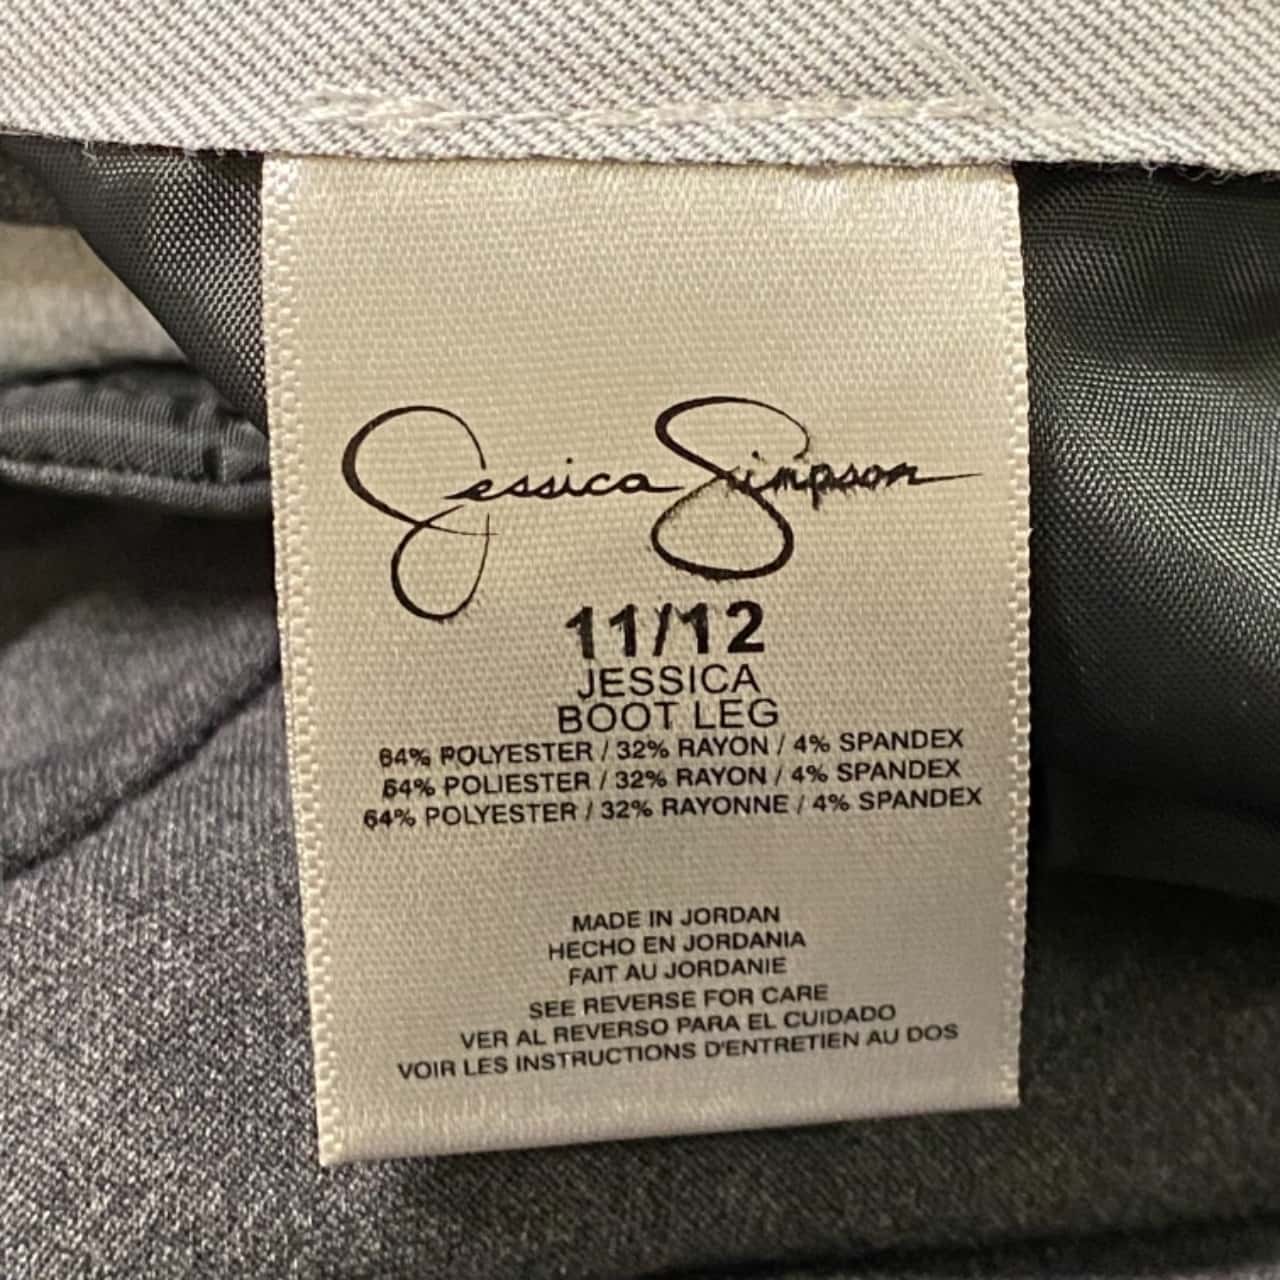 Jessica Simpson
11/12
JESSICA
BOOT LEG
64% POLYESTER / 32% RAYON / 4% SPANDEX
64% POLIESTER / 32% RAYON / 4% SPANDEX
64% POLYESTER / 32% RAYONNE / 4% SPANDEX
MADE IN JORDAN
HECHO EN JORDANIA
FAIT AU JORDANIE
SEE REVERSE FOR CARE
VER AL REVERSO PARA EL CUIDADO
VOIR LES INSTRUCTIONS D'ENTRETIEN AU DOS